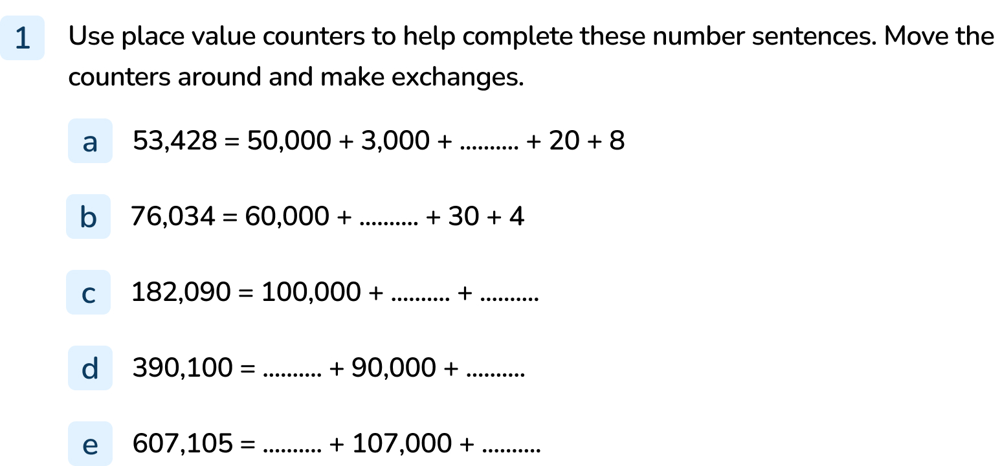 1 Use place value counters to help complete these number sentences. Move the
counters around and make exchanges.
a 53,428 = 50,000 + 3,000 + .......... + 20 + 8
b 76,034 = 60,000 + .......... + 30 + 4
c 182,090 = 100,000 + .......... + ..........
d 390,100 = .......... + 90,000 + ..........
e 607,105 = .......... + 107,000 + ..........